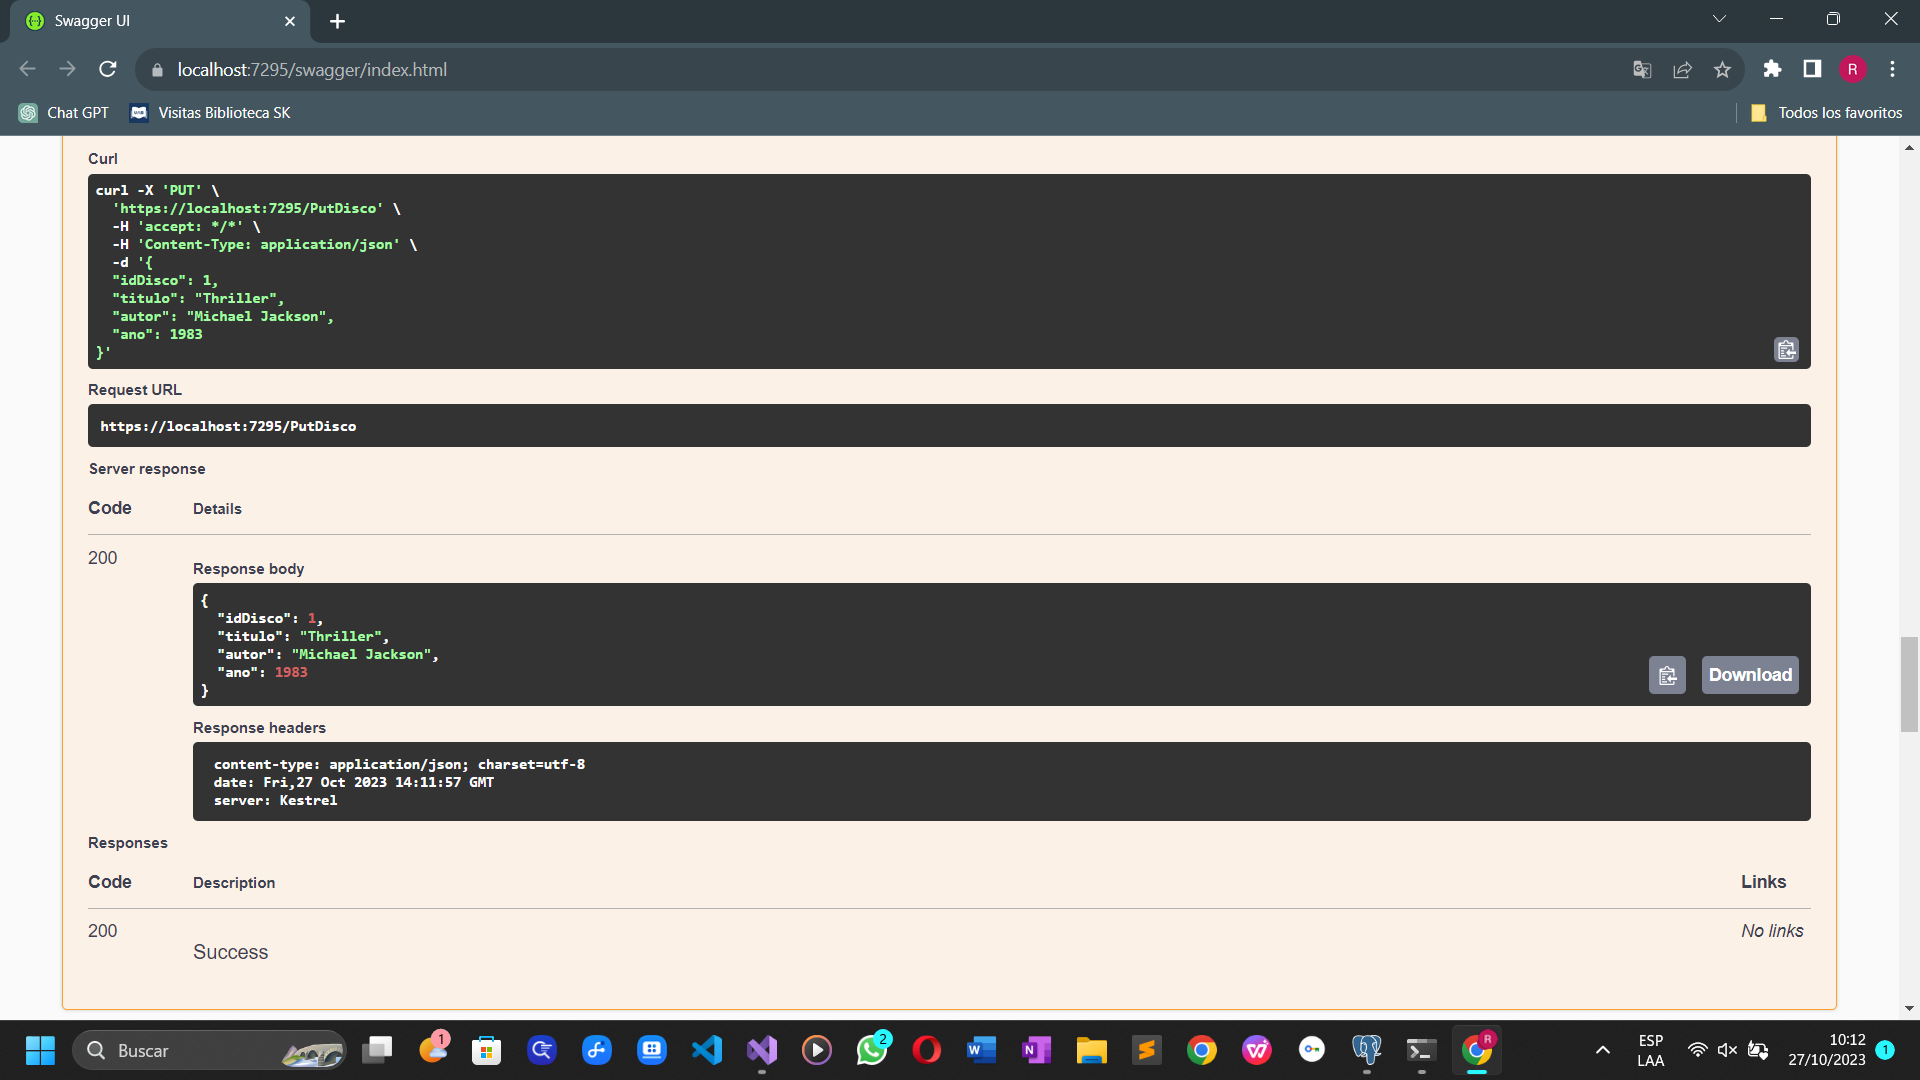 Swagger UI
localhost:7295/swagger/index.html
R
Chat GPT
Visitas Biblioteca SK
Todos los favoritos
Curl
curl -X 'PUT' \
'https://localhost:7295/PutDisco' \
-H 'accept: */*' \
-H 'Content-Type: application/json' \
-d '{
"idDisco": 1,
"titulo": "Thriller",
"autor": "Michael Jackson",
"ano": 1983
}'
Request URL
https://localhost:7295/PutDisco
Server response
Code
Details
200
Response body
{
"idDisco": 1,
"titulo": "Thriller",
"autor": "Michael Jackson",
"ano": 1983
}
Download
Response headers
content-type: application/json; charset=utf-8
date: Fri,27 Oct 2023 14:11:57 GMT
server: Kestrel
Responses
Code
Description
Links
200
Success
No links
Buscar
1
2
R
ESP
LAA
10:12
27/10/2023
1